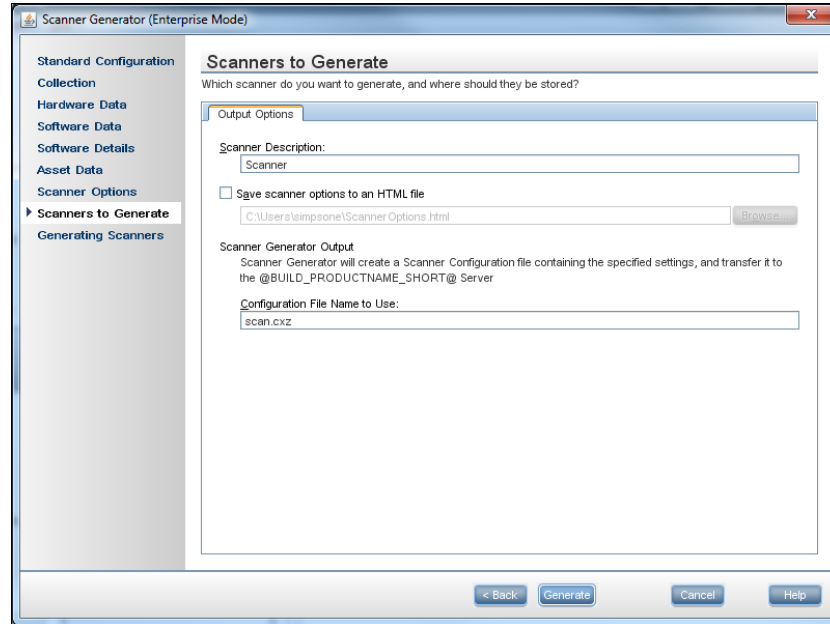 Scanner Generator (Enterprise Mode)
Standard Configuration
Collection
Hardware Data
Software Data
Software Details
Asset Data
Scanner Options
Scanners to Generate
Generating Scanners
Scanners to Generate
Which scanner do you want to generate, and where should they be stored?
Output Options
Scanner Description:
Scanner
Save scanner options to an HTML file
C:\Users\simpsone\ScannerOptions.html
Browse...
Scanner Generator Output
Scanner Generator will create a Scanner Configuration file containing the specified settings, and transfer it to
the @BUILD_PRODUCTNAME_SHORT@ Server
Configuration File Name to Use:
scan.cxz
< Back
Generate
Cancel
Help